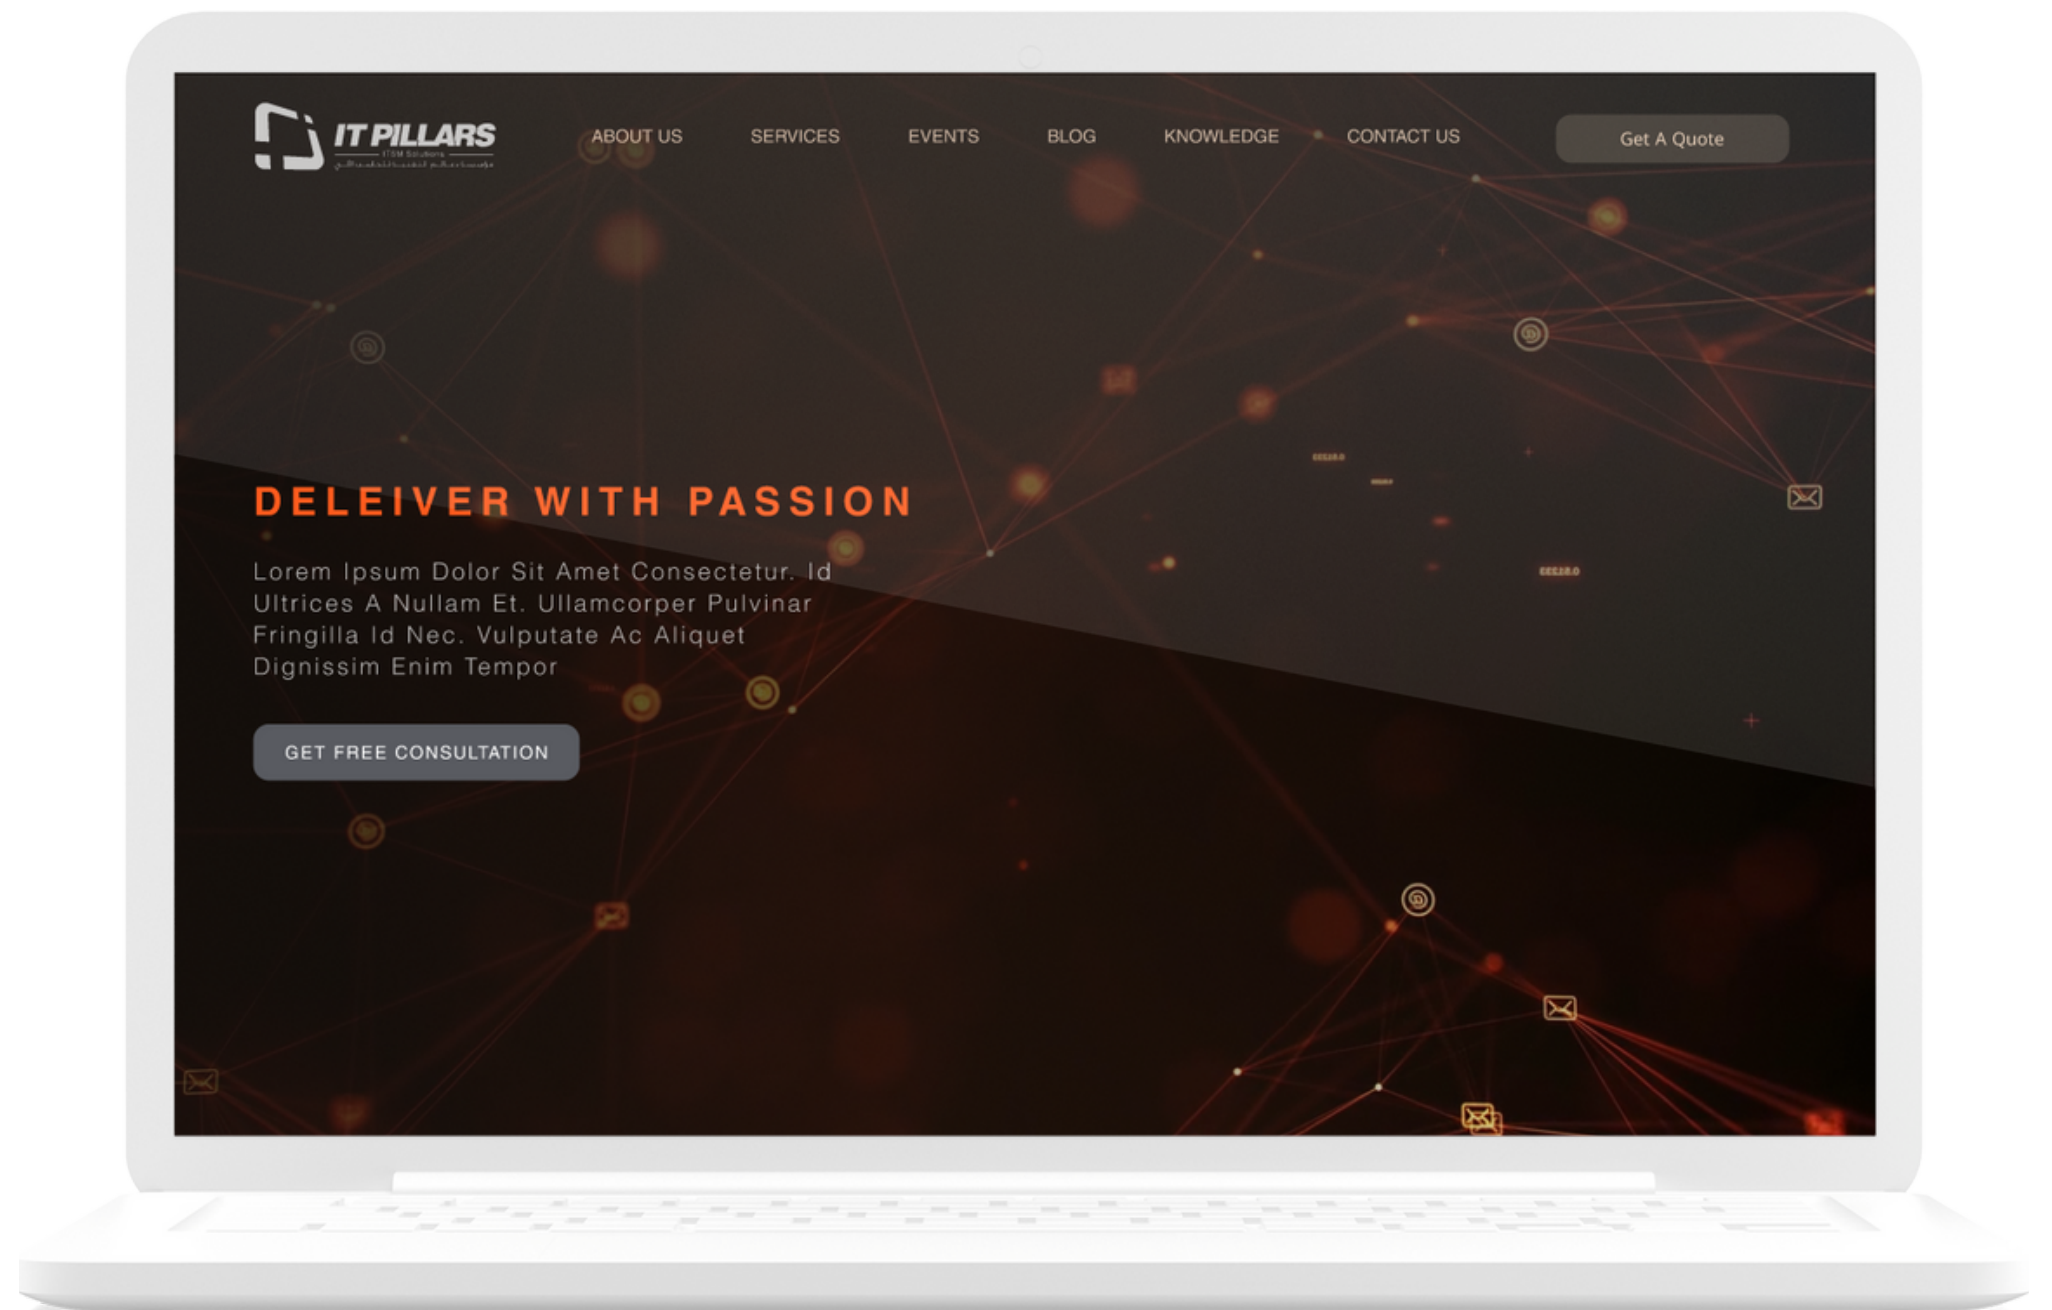 IT PILLARS
ITSM Solutions
ABOUT US
SERVICES
EVENTS
BLOG
KNOWLEDGE
CONTACT US
Get A Quote
DELEIVER WITH PASSION
Lorem Ipsum Dolor Sit Amet Consectetur. Id
Ultrices A Nullam Et. Ullamcorper Pulvinar
Fringilla Id Nec. Vulputate Ac Aliquet
Dignissim Enim Tempor
GET FREE CONSULTATION